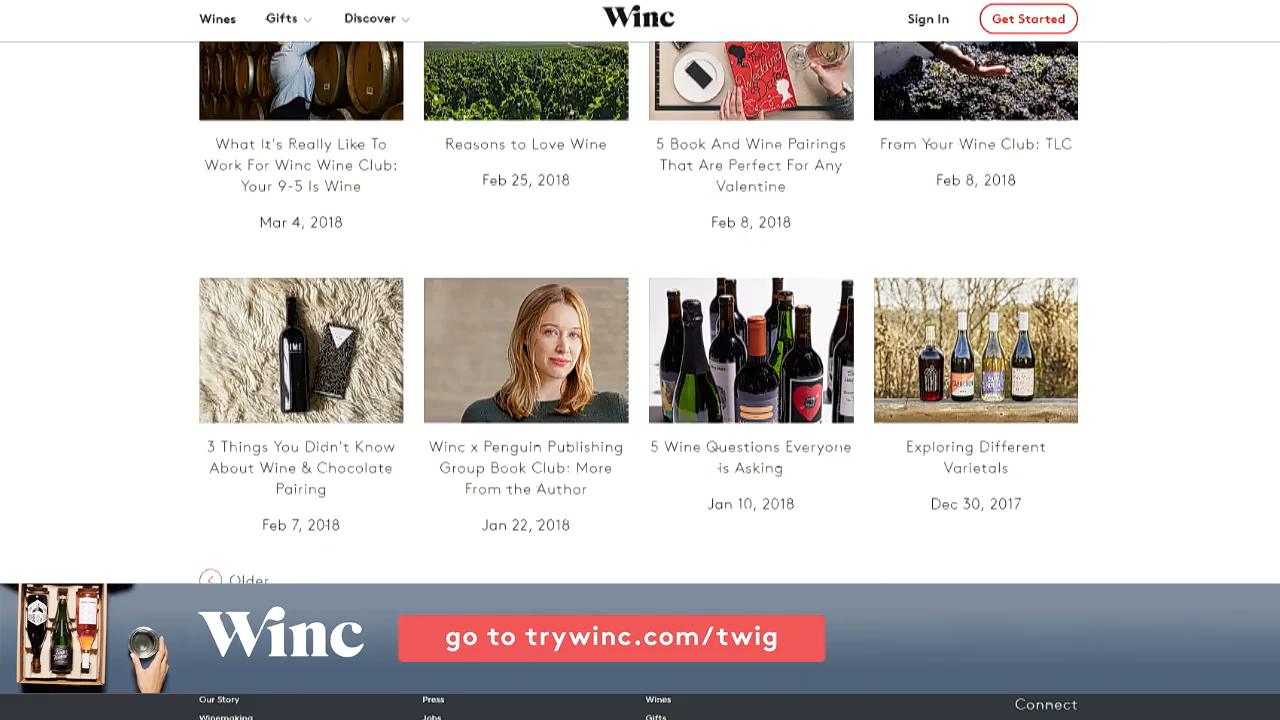 Wines Gifts Discover Winc Sign In Get Started
What It's Really Like To
Work For Winc Wine Club:
Your 9-5 Is Wine
Mar 4, 2018
Reasons to Love Wine
Feb 25, 2018
5 Book And Wine Pairings
That Are Perfect For Any
Valentine
Feb 8, 2018
From Your Wine Club: TLC
Feb 8, 2018
3 Things You Didn't Know
About Wine & Chocolate
Pairing
Feb 7, 2018
Winc x Penguin Publishing
Group Book Club: More
From the Author
Jan 22, 2018
5 Wine Questions Everyone
is Asking
Jan 10, 2018
Exploring Different
Varietals
Dec 30, 2017
Older
Winc
go to trywinc.com/twig
Our Story Press Wines Connect
Winemaking Jobs Gifts